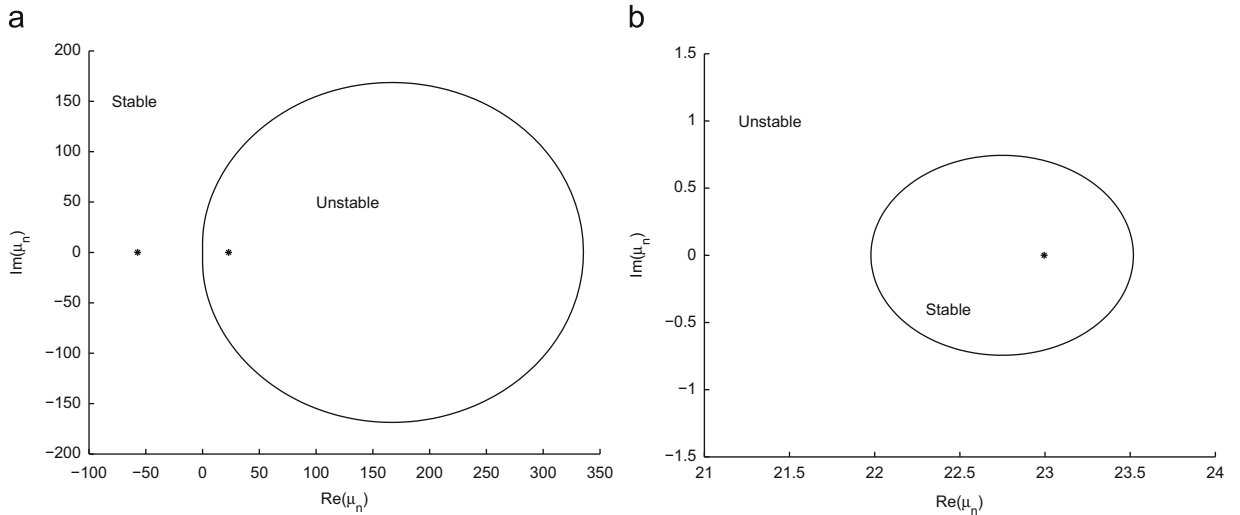 a
200
150
100
50
0
−50
−100
−150
−200
Im(μn)
Stable
Unstable
−100 −50 0 50 100 150 200 250 300 350
Re(μn)
b
1.5
1
0.5
0
−0.5
−1
−1.5
Im(μn)
Unstable
Stable
21 21.5 22 22.5 23 23.5 24
Re(μn)